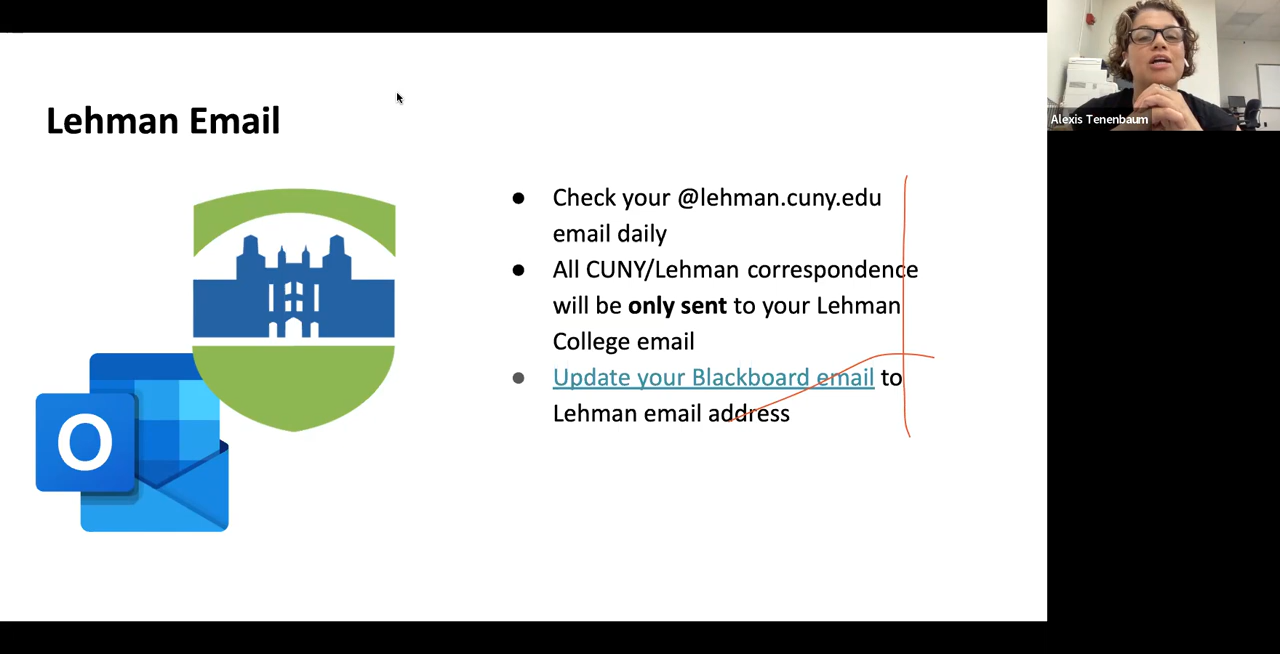 Lehman Email
Alexis Tenenbaum
● Check your @lehman.cuny.edu
email daily
● All CUNY/Lehman correspondence
will be only sent to your Lehman
College email
● Update your Blackboard email to
Lehman email address
O